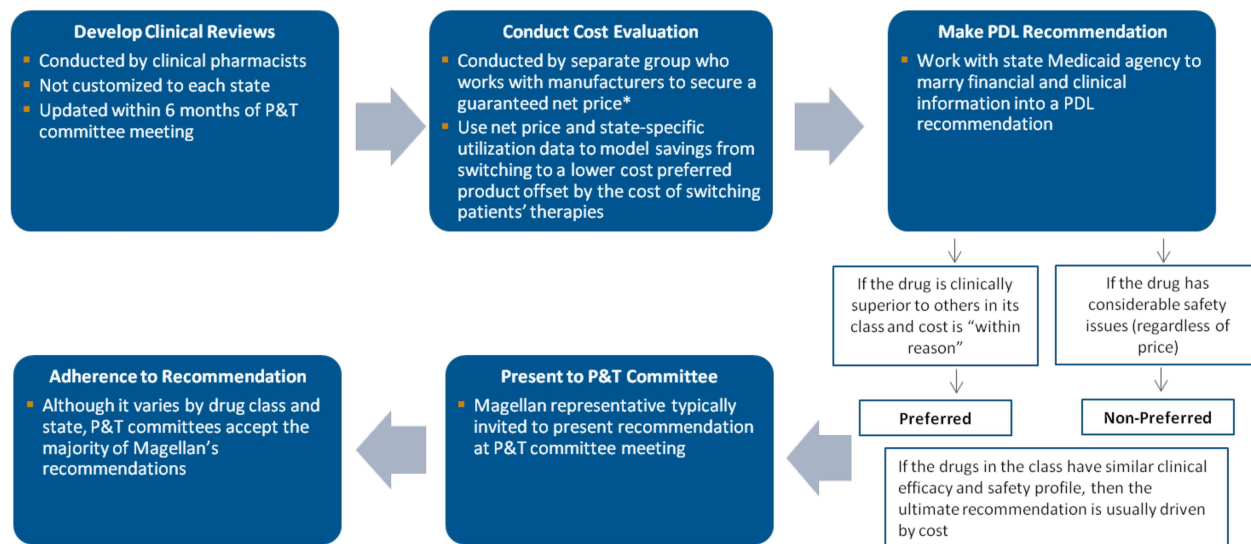 Develop Clinical Reviews
▪ Conducted by clinical pharmacists
▪ Not customized to each state
▪ Updated within 6 months of P&T
committee meeting
Conduct Cost Evaluation
▪ Conducted by separate group who
works with manufacturers to secure a
guaranteed net price*
▪ Use net price and state-specific
utilization data to model savings from
switching to a lower cost preferred
product offset by the cost of switching
patients’ therapies
Make PDL Recommendation
▪ Work with state Medicaid agency to
marry financial and clinical
information into a PDL
recommendation
If the drug is clinically
superior to others in its
class and cost is “within
reason”
If the drug has
considerable safety
issues (regardless of
price)
Preferred
Non-Preferred
If the drugs in the class have similar clinical
efficacy and safety profile, then the
ultimate recommendation is usually driven
by cost
Present to P&T Committee
▪ Magellan representative typically
invited to present recommendation
at P&T committee meeting
Adherence to Recommendation
▪ Although it varies by drug class and
state, P&T committees accept the
majority of Magellan’s
recommendations